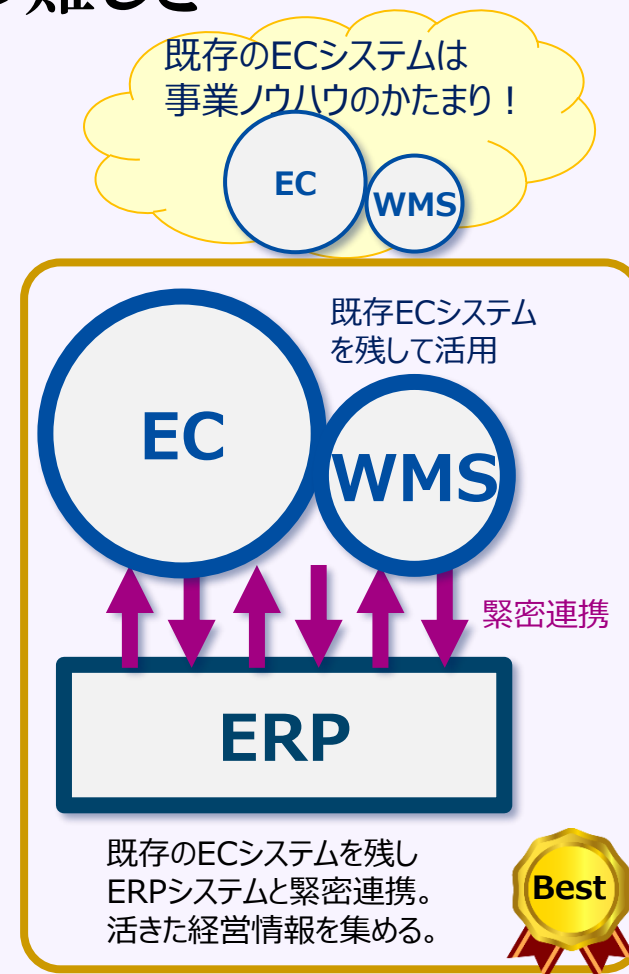 の難しさ
既存のECシステムは
事業ノウハウのかたまり！
EC
WMS
既存ECシステム
を残して活用
EC
WMS
緊密連携
ERP
既存のECシステムを残し
ERPシステムと緊密連携。
活きた経営情報を集める。
Best